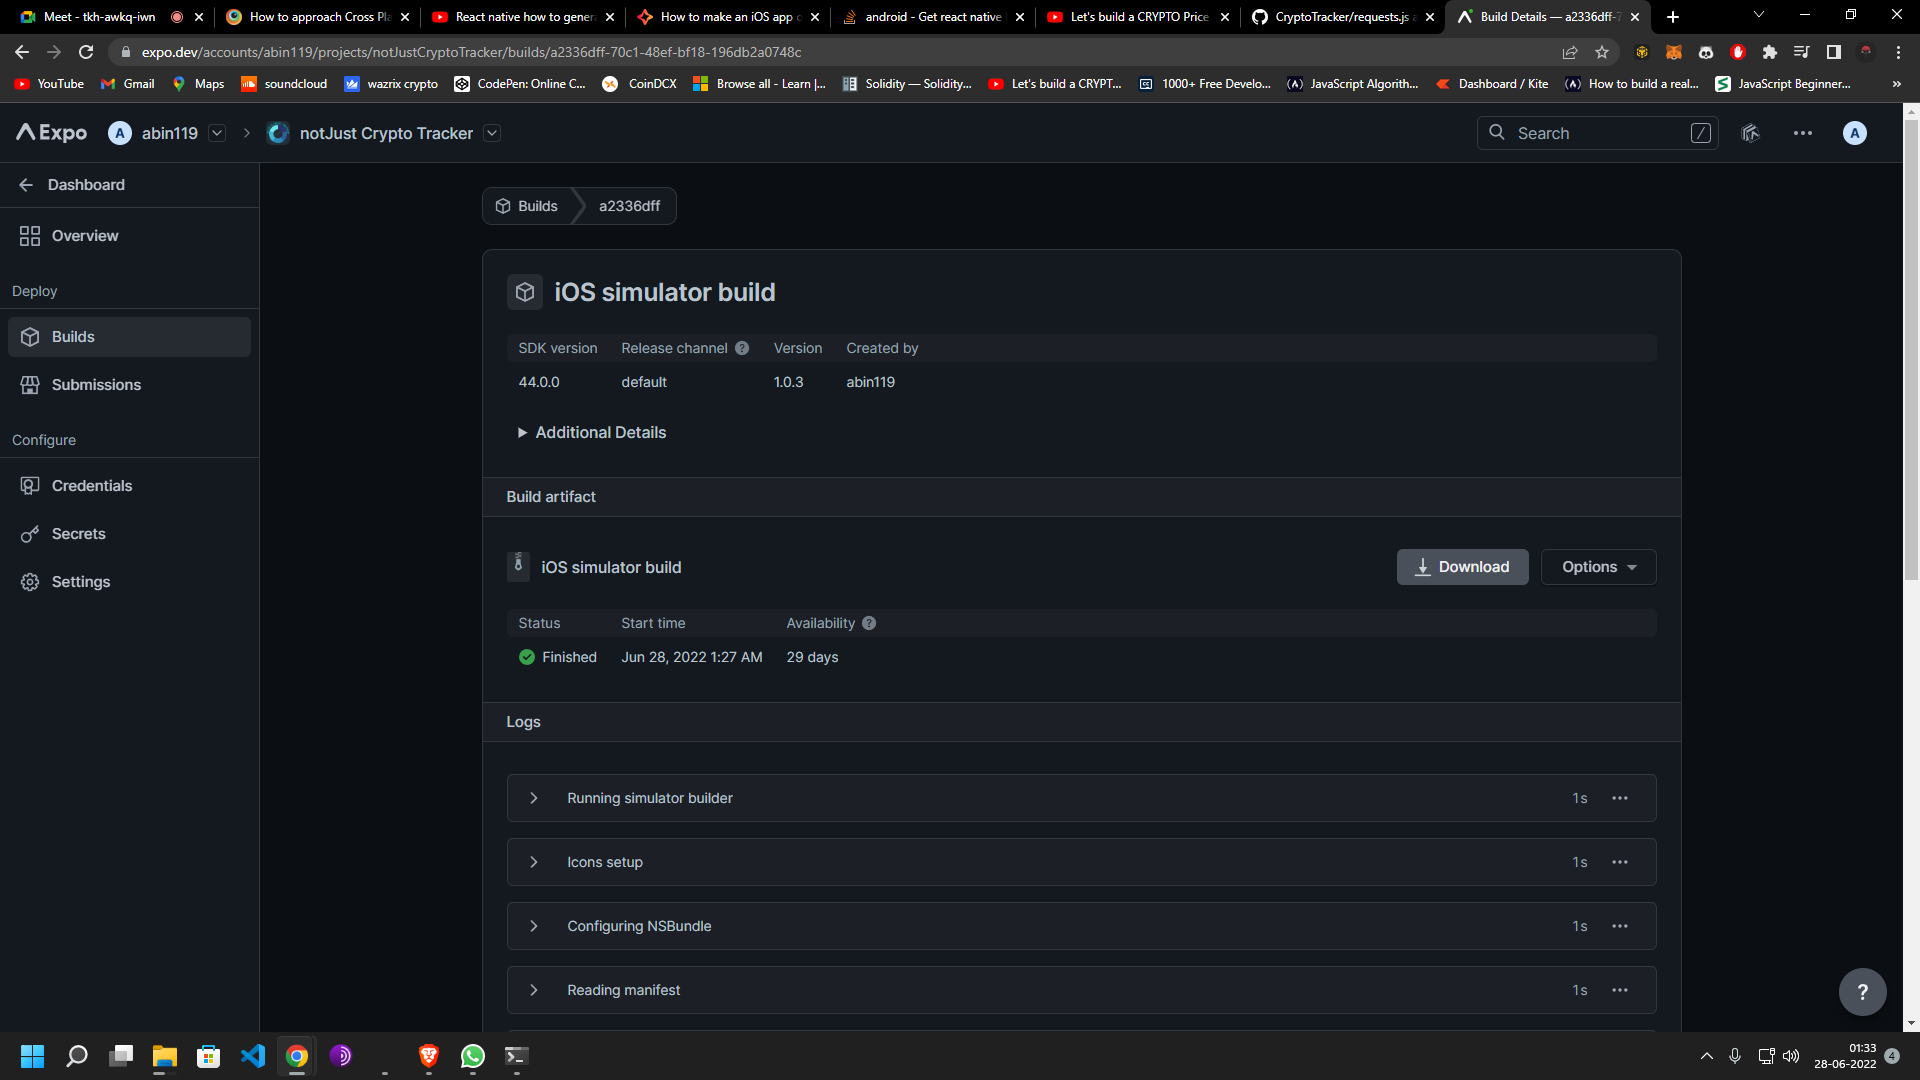 Meet - tkh-awkq-iwn
How to approach Cross Pla
React native how to genera
How to make an iOS app o
android - Get react native
Let's build a CRYPTO Price
CryptoTracker/requests.js a
Build Details — a2336dff-7
expo.dev/accounts/abin119/projects/notJustCryptoTracker/builds/a2336dff-70c1-48ef-bf18-196db2a0748c
YouTube
Gmail
Maps
soundcloud
wazrix crypto
CodePen: Online C...
CoinDCX
Browse all - Learn |...
Solidity — Solidity...
Let's build a CRYPT...
1000+ Free Develo...
JavaScript Algorith...
Dashboard / Kite
How to build a real...
JavaScript Beginner...
Expo
A
abin119
notJust Crypto Tracker
Search
/
A
Dashboard
Overview
Deploy
Builds
Submissions
Configure
Credentials
Secrets
Settings
Builds
a2336dff
iOS simulator build
SDK version Release channel ? Version Created by
44.0.0 default 1.0.3 abin119
Additional Details
Build artifact
iOS simulator build
Download
Options
Status Start time Availability ?
Finished Jun 28, 2022 1:27 AM 29 days
Logs
Running simulator builder 1s
Icons setup 1s
Configuring NSBundle 1s
Reading manifest 1s
?
01:33
28-06-2022
4